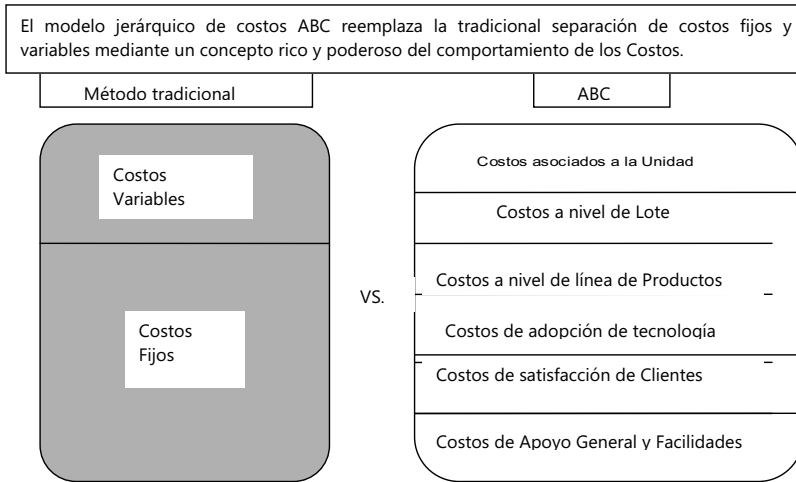 El modelo jerárquico de costos ABC reemplaza la tradicional separación de costos fijos y
variables mediante un concepto rico y poderoso del comportamiento de los Costos.
Método tradicional
ABC
Costos
Variables
Costos
Fijos
VS.
Costos asociados a la Unidad
Costos a nivel de Lote
Costos a nivel de línea de Productos
Costos de adopción de tecnología
Costos de satisfacción de Clientes
Costos de Apoyo General y Facilidades